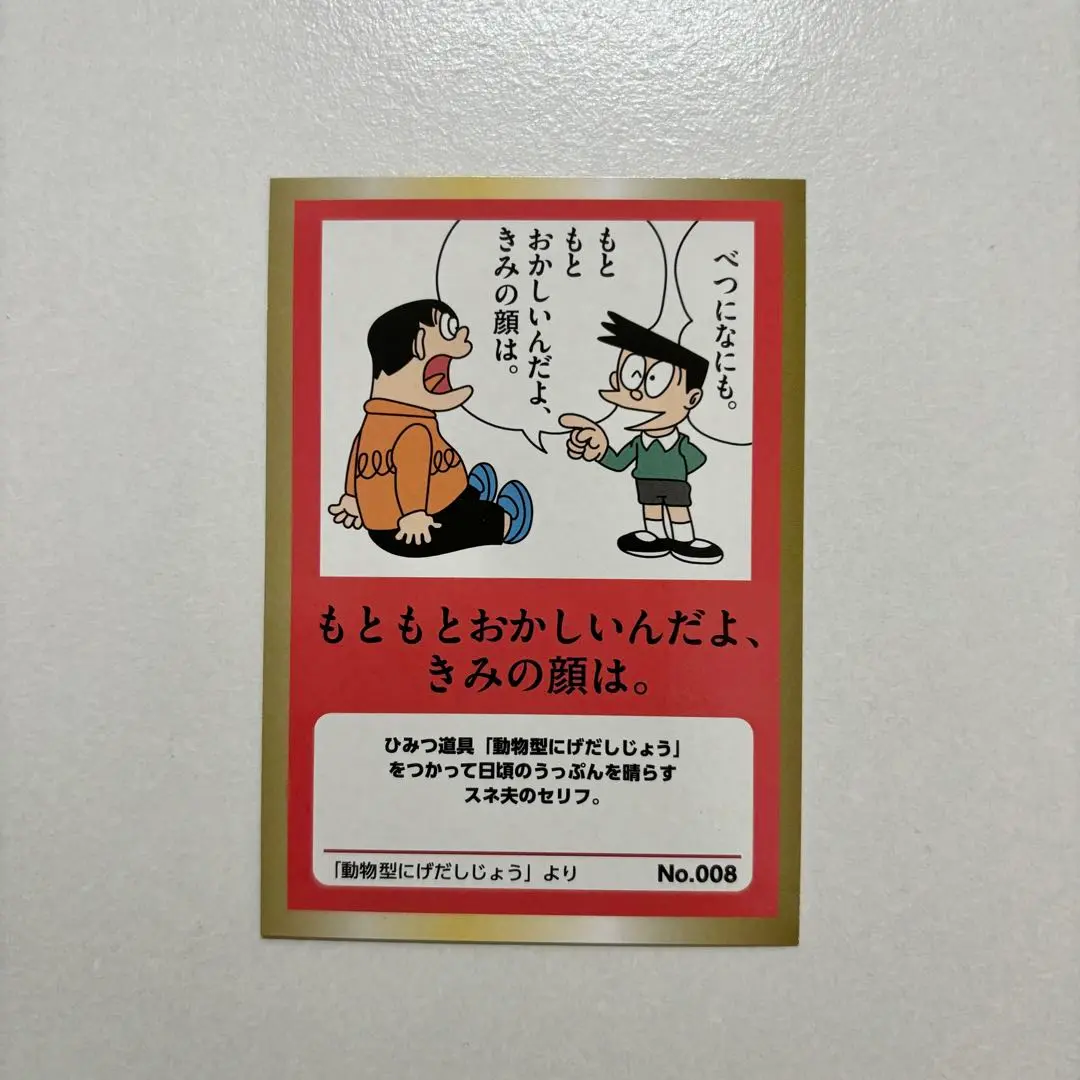 べつになにも。
もと
もと
おかしいんだよ、
きみの顔は。
もともとおかしいんだよ、
きみの顔は。
ひみつ道具「動物型にげだしじょう」
をつかって日頃のうっぷんを晴らす
スネ夫のセリフ。
「動物型にげだしじょう」より
No.008